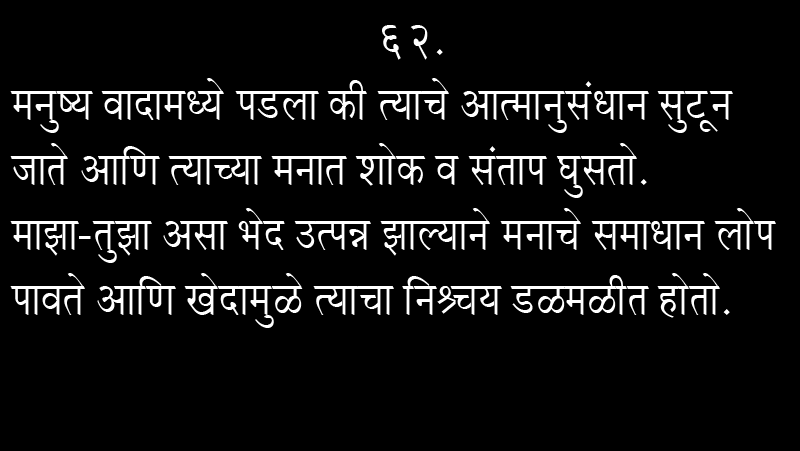 ६२.
मनुष्य वादामध्ये पडला की त्याचे आत्मानुसंधान सुटून
जाते आणि त्याच्या मनात शोक व संताप घुसतो.
माझा-तुझा असा भेद उत्पन्न झाल्याने मनाचे समाधान लोप
पावते आणि खेदामुळे त्याचा निश्चय डळमळीत होतो.